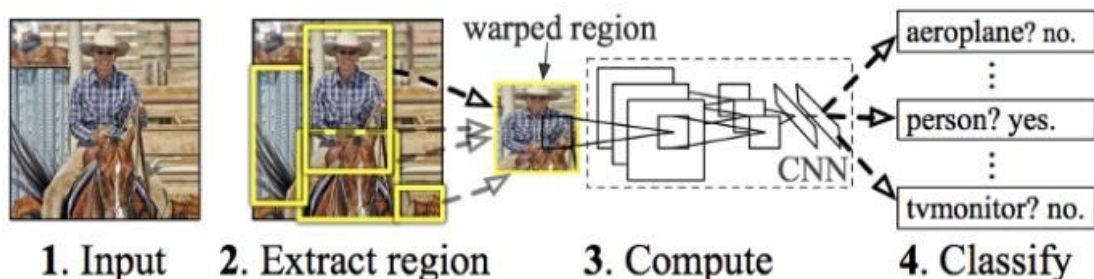 warped region
aeroplane? no.
person? yes.
CNN
tvmonitor? no.
1. Input 2. Extract region 3. Compute 4. Classify